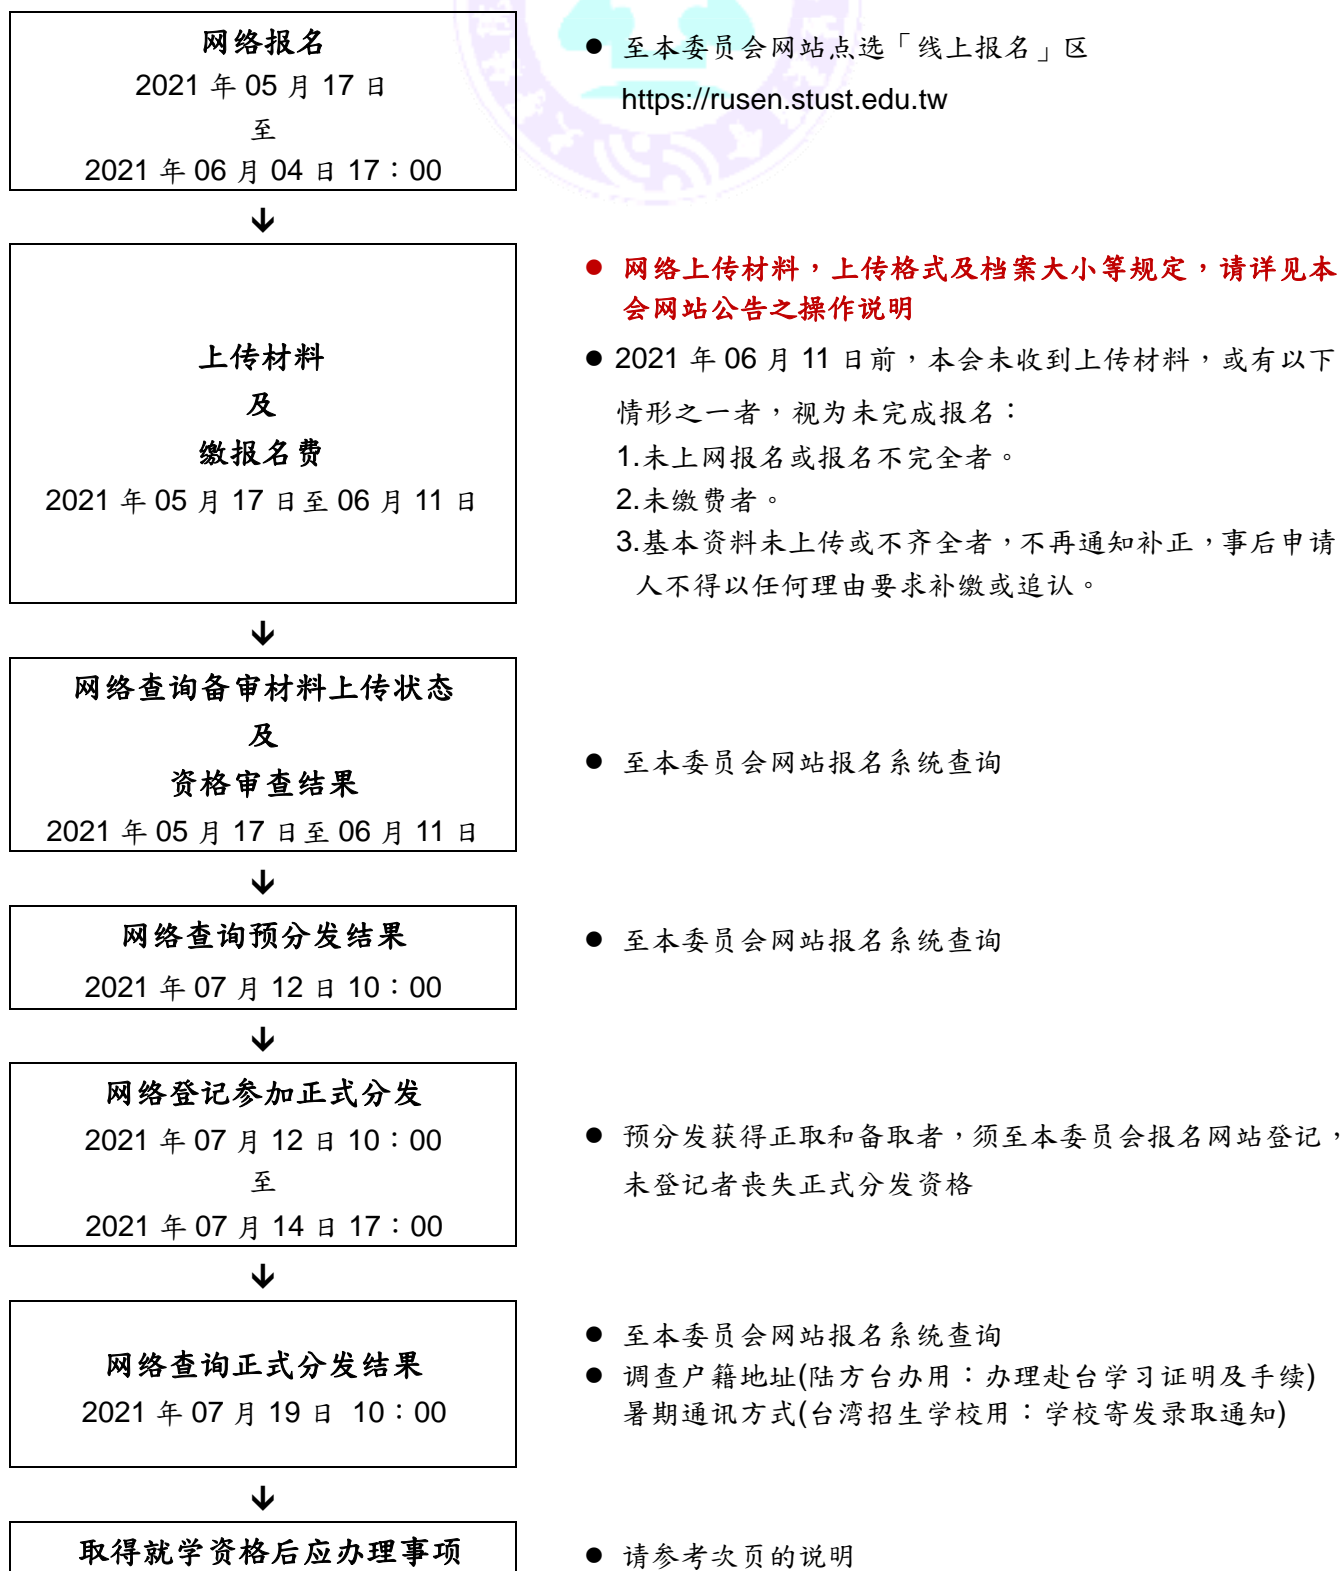 网络报名
2021 年 05 月 17 日
至
2021 年 06 月 04 日 17：00
● 至本委员会网站点选「线上报名」区
https://rusen.stust.edu.tw
↓
上传材料
及
缴报名费
2021 年 05 月 17 日至 06 月 11 日
● 网络上传材料，上传格式及档案大小等规定，请详见本
会网站公告之操作说明
● 2021 年 06 月 11 日前，本会未收到上传材料，或有以下
情形之一者，视为未完成报名：
1.未上网报名或报名不完全者。
2.未缴费者。
3.基本资料未上传或不齐全者，不再通知补正，事后申请
人不得以任何理由要求补缴或追认。
↓
网络查询备审材料上传状态
及
资格审查结果
2021 年 05 月 17 日至 06 月 11 日
● 至本委员会网站报名系统查询
↓
网络查询预分发结果
2021 年 07 月 12 日 10：00
● 至本委员会网站报名系统查询
↓
网络登记参加正式分发
2021 年 07 月 12 日 10：00
至
2021 年 07 月 14 日 17：00
● 预分发获得正取和备取者，须至本委员会报名网站登记，
未登记者丧失正式分发资格
↓
网络查询正式分发结果
2021 年 07 月 19 日 10：00
● 至本委员会网站报名系统查询
● 调查户籍地址(陆方台办用：办理赴台学习证明及手续)
暑期通讯方式(台湾招生学校用：学校寄发录取通知)
↓
取得就学资格后应办理事项
● 请参考次页的说明